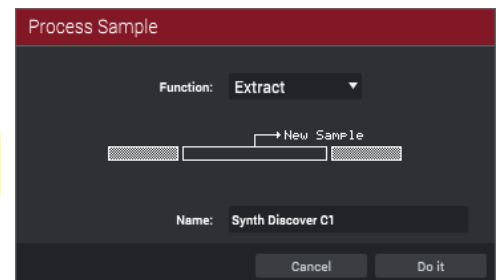 Process Sample
Function: Extract
New Sample
Name: Synth Discover C1
Cancel Do it